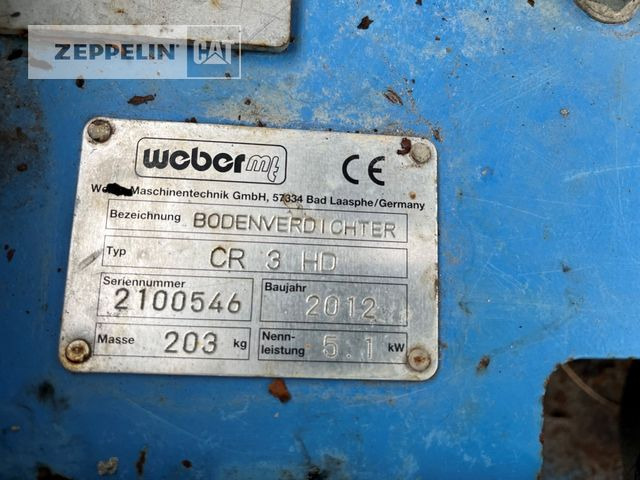 ZEPPELIN CAT
weber mt CE
Maschinentechnik GmbH, 57334 Bad Laasphe/Germany
Bezeichnung BODENVERDICHTER
Typ CR 3 HD
Seriennummer 2100546 Baujahr 2012
Masse 203 kg Nenn-
leistung 5.1 kW